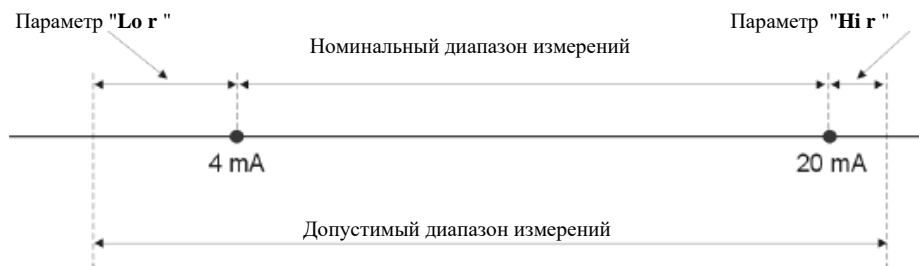 Параметр "Lo r "
Параметр "Hi r "
Номинальный диапазон измерений
4 mA
20 mA
Допустимый диапазон измерений